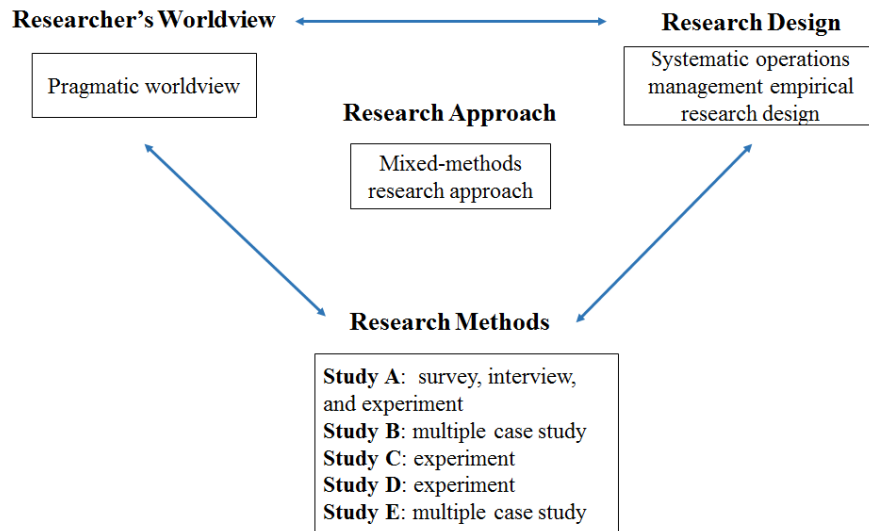 Researcher's Worldview
Research Design
Pragmatic worldview
Systematic operations
management empirical
research design
Research Approach
Mixed-methods
research approach
Research Methods
Study A:  survey, interview,
and experiment
Study B: multiple case study
Study C: experiment
Study D: experiment
Study E: multiple case study